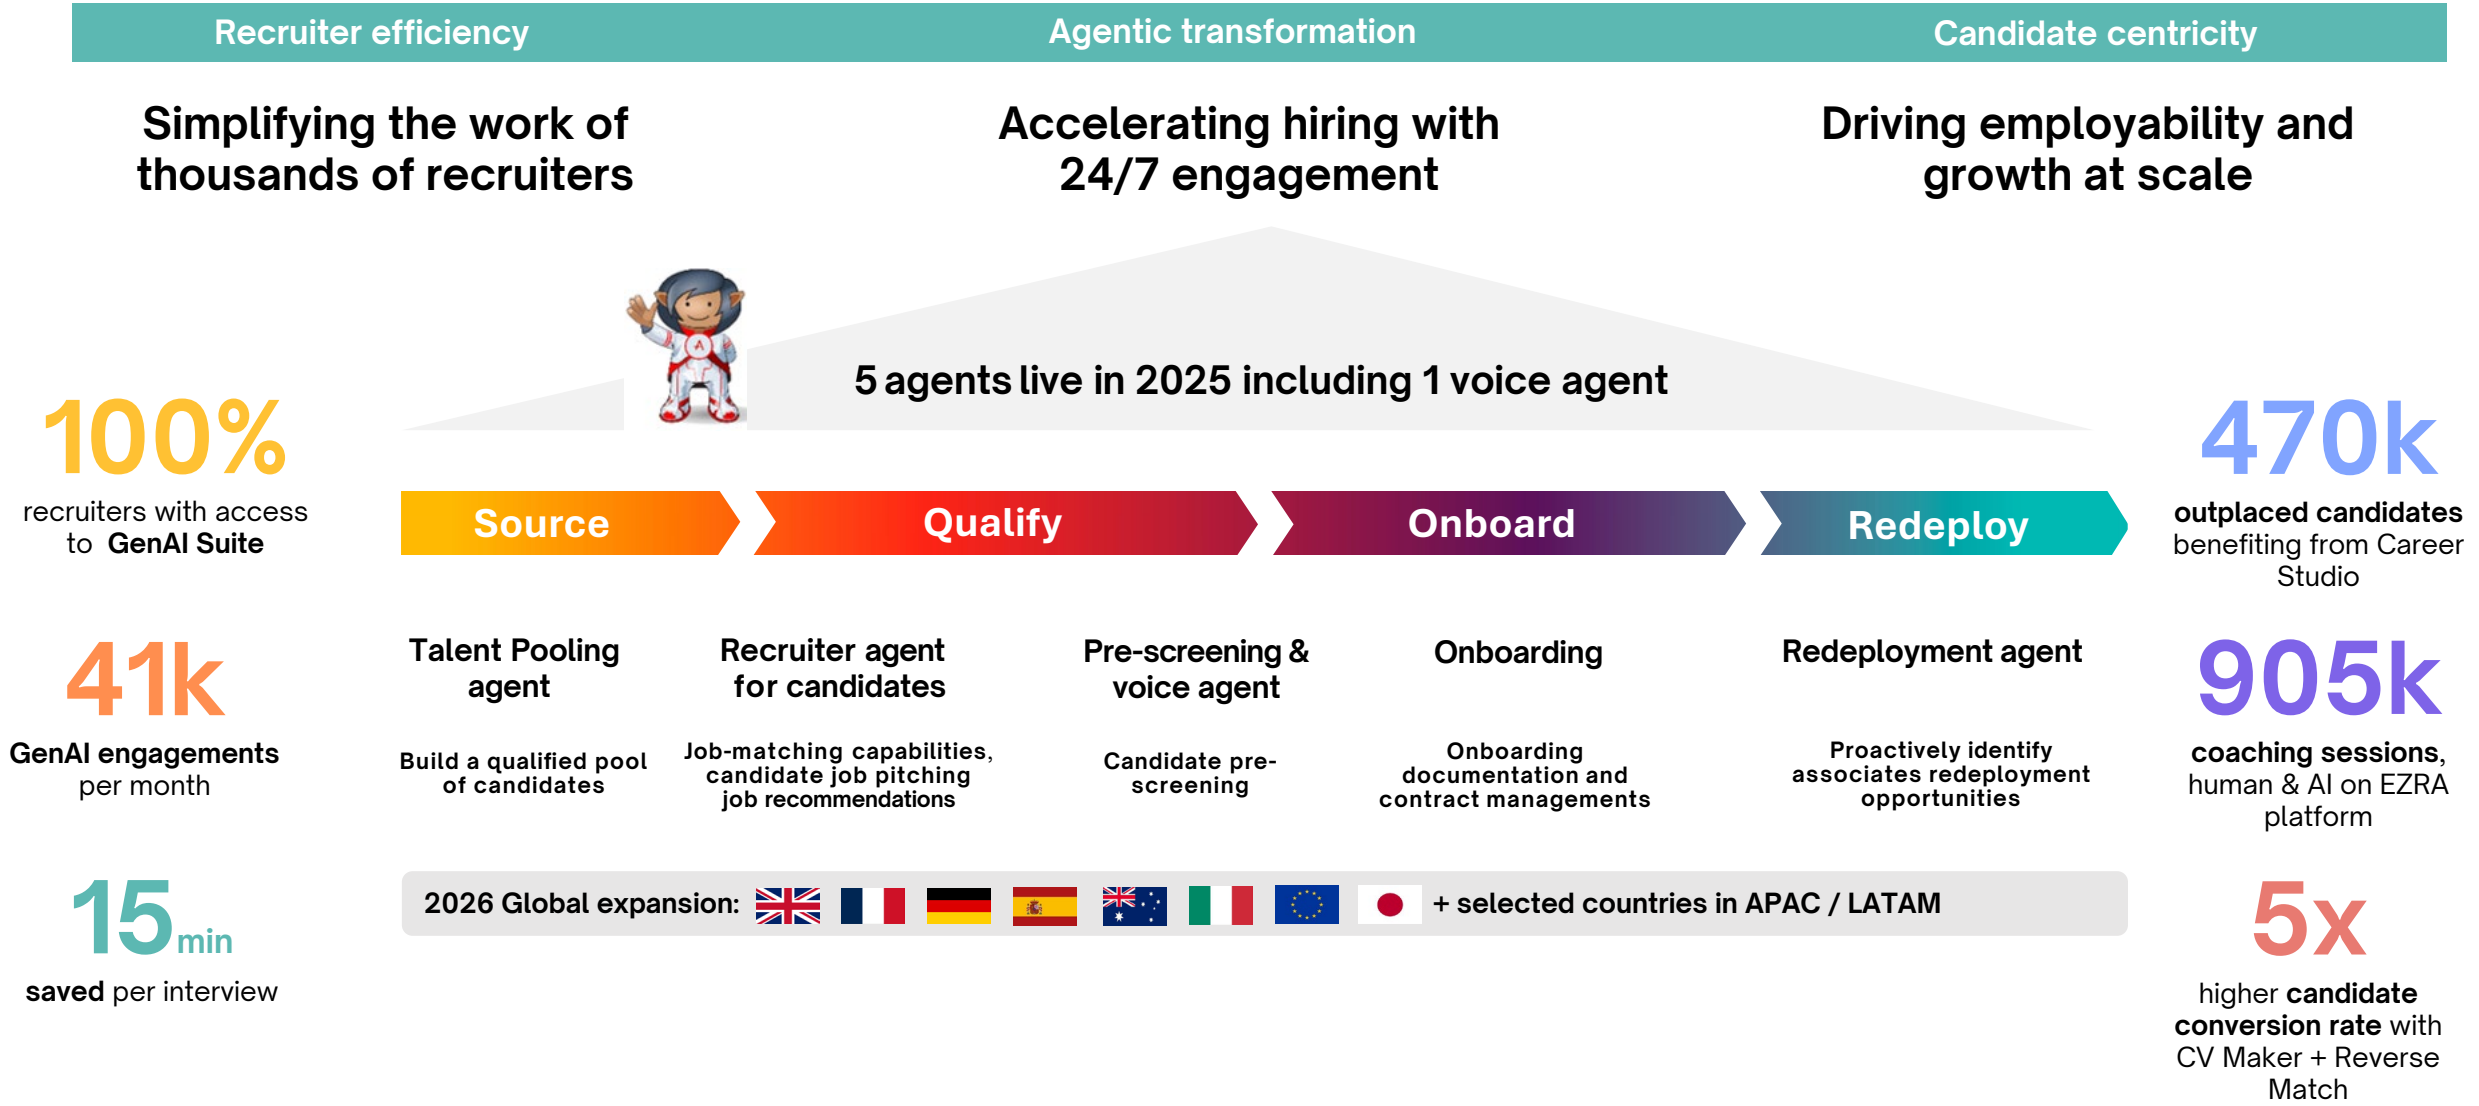 Recruiter efficiency
Agentic transformation
Candidate centricity
Simplifying the work of
thousands of recruiters
Accelerating hiring with
24/7 engagement
Driving employability and
growth at scale
A
5 agents live in 2025 including 1 voice agent
100%
recruiters with access
to GenAI Suite
41k
GenAI engagements
per month
15 min
saved per interview
Source
Qualify
Onboard
Redeploy
Talent Pooling
agent
Build a qualified pool
of candidates
Recruiter agent
for candidates
Job-matching capabilities,
candidate job pitching
job recommendations
Pre-screening &
voice agent
Candidate pre-
screening
Onboarding
Onboarding
documentation and
contract managements
Redeployment agent
Proactively identify
associates redeployment
opportunities
2026 Global expansion:
+ selected countries in APAC / LATAM
470k
outplaced candidates
benefiting from Career
Studio
905k
coaching sessions,
human & AI on EZRA
platform
5x
higher candidate
conversion rate with
CV Maker + Reverse
Match